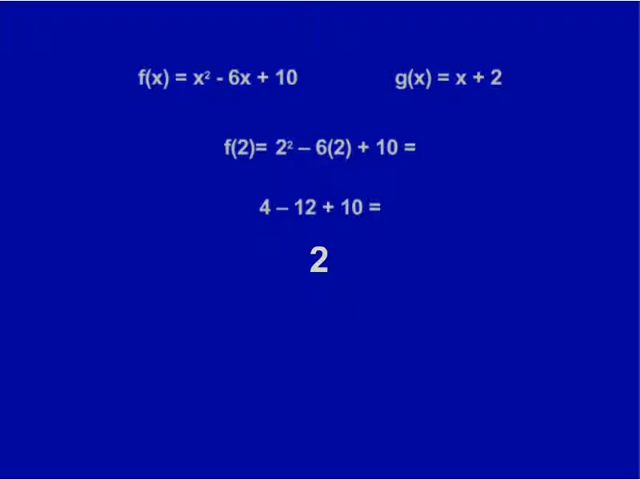 f(x) = x² - 6x + 10 g(x) = x + 2
f(2)= 2² – 6(2) + 10 =
4 – 12 + 10 =
2